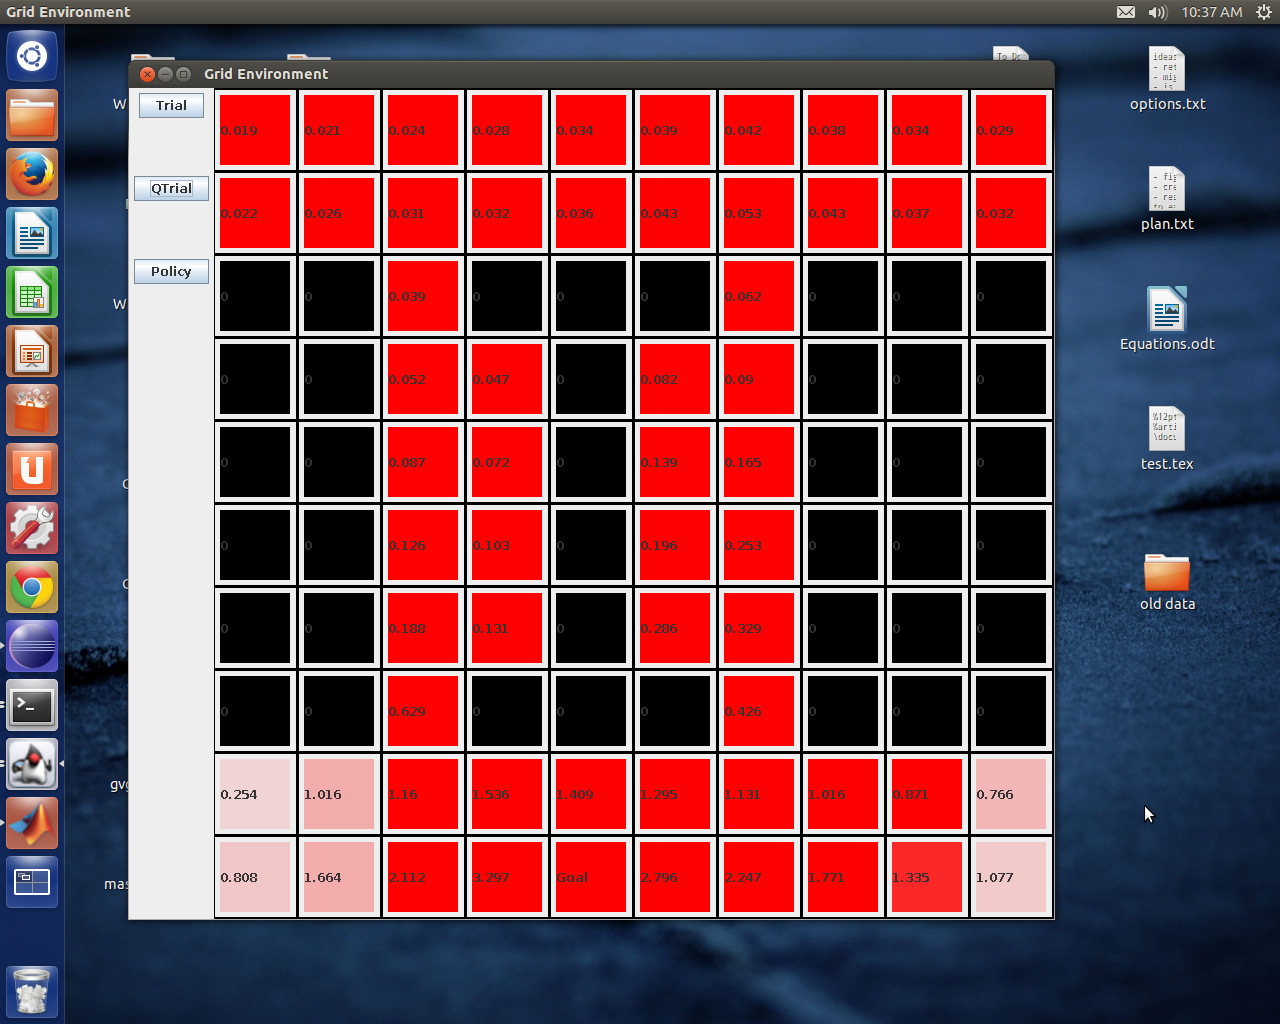 Grid Environment
10:37 AM
Grid Environment
Trial
QTrial
Policy
0.019 0.021 0.024 0.028 0.034 0.039 0.042 0.038 0.034 0.029
0.022 0.026 0.031 0.032 0.036 0.043 0.053 0.043 0.037 0.032
0 0 0.039 0 0 0 0.062 0 0 0
0 0 0.052 0.047 0 0.082 0.09 0 0 0
0 0 0.087 0.072 0 0.139 0.165 0 0 0
0 0 0.126 0.103 0 0.196 0.253 0 0 0
0 0 0.188 0.131 0 0.286 0.329 0 0 0
0 0 0.629 0 0 0 0.426 0 0 0
0.254 1.016 1.16 1.536 1.409 1.295 1.131 1.016 0.871 0.766
0.808 1.664 2.112 3.297 Goal 2.796 2.247 1.771 1.335 1.077
options.txt
plan.txt
Equations.odt
test.tex
old data